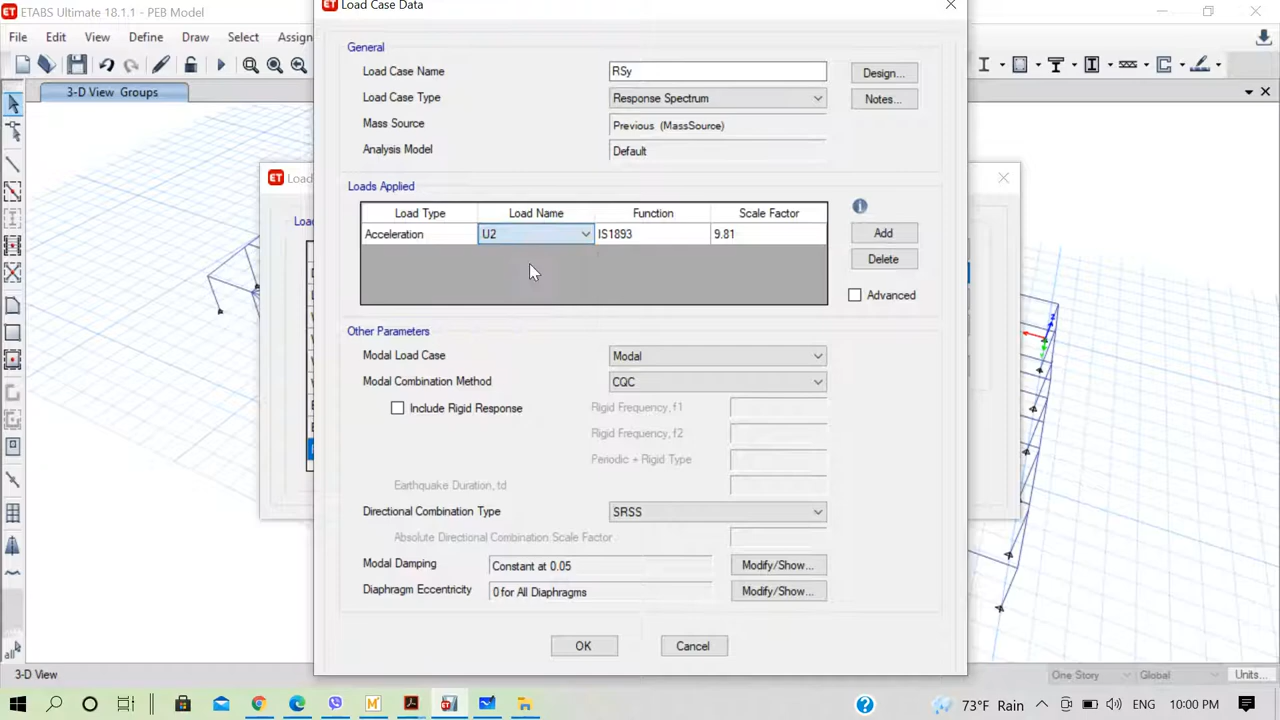 ETABS Ultimate 18.1.1 - PEB Model
Load Case Data
File Edit View Define Draw Select Assign
3-D View Groups
General
Load Case Name RSy Design...
Load Case Type Response Spectrum Notes...
Mass Source Previous (MassSource)
Analysis Model Default
Load
Loads Applied
Load Type Load Name Function Scale Factor
Acceleration U2 IS1893 9.81
Add
Delete
Advanced
Other Parameters
Modal Load Case Modal
Modal Combination Method CQC
Include Rigid Response Rigid Frequency, f1
Rigid Frequency, f2
Periodic + Rigid Type
Earthquake Duration, td
Directional Combination Type SRSS
Absolute Directional Combination Scale Factor
Modal Damping Constant at 0.05 Modify/Show...
Diaphragm Eccentricity 0 for All Diaphragms Modify/Show...
OK Cancel
all
3-D View One Story Global Units...
73°F Rain ENG 10:00 PM